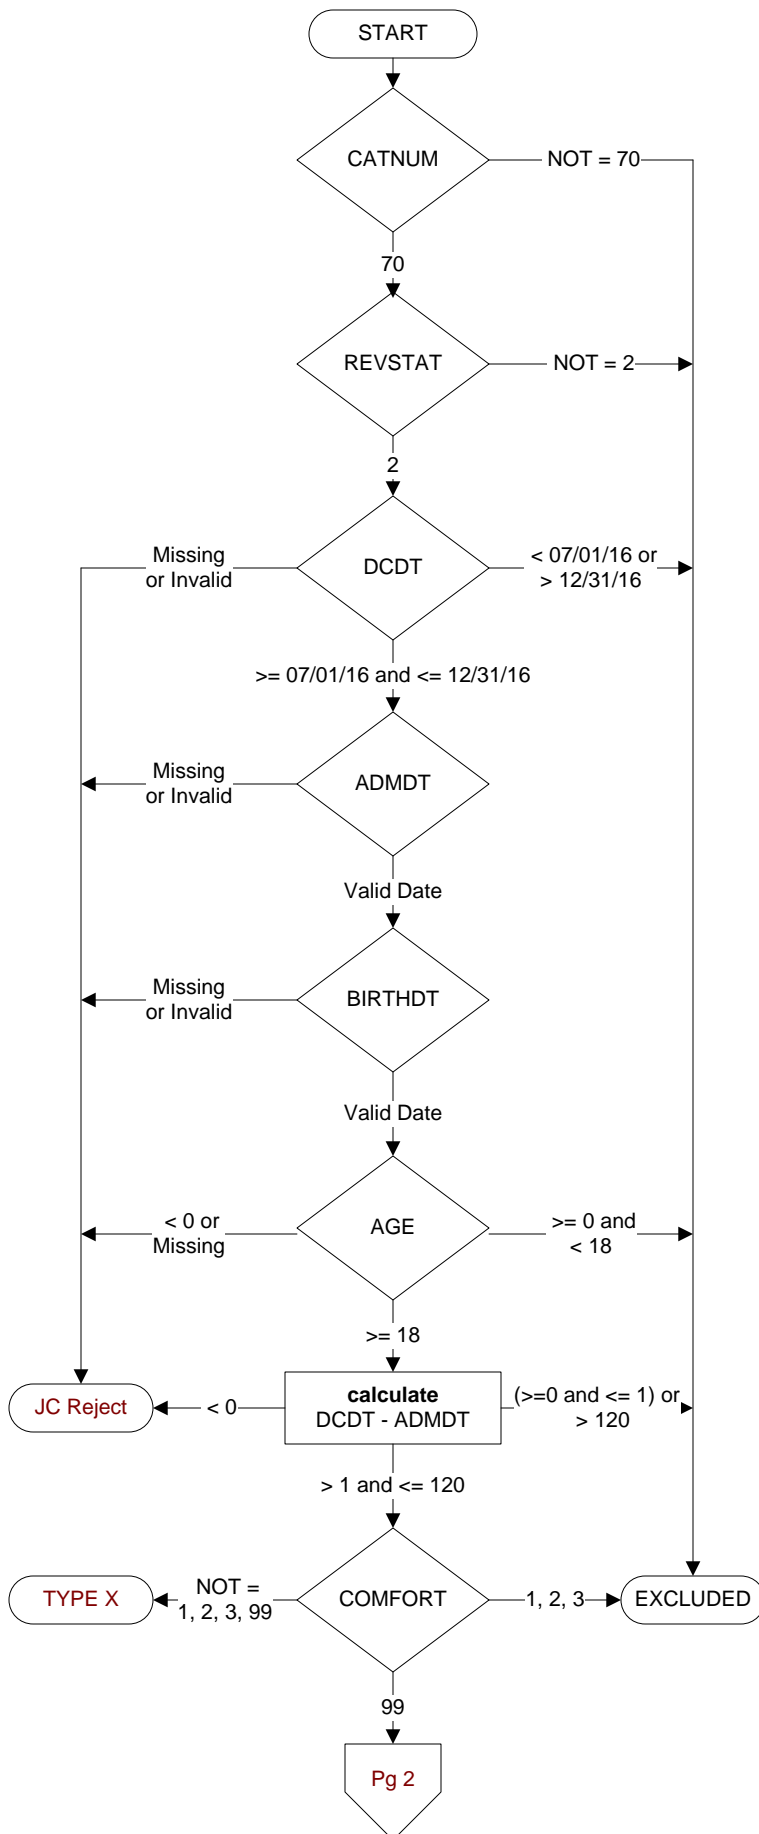 START
CATNUM
NOT = 70
70
REVSTAT
NOT = 2
2
Missing
or Invalid
DCDT
< 07/01/16 or
> 12/31/16
>= 07/01/16 and <= 12/31/16
Missing
or Invalid
ADMDT
Valid Date
Missing
or Invalid
BIRTHDT
Valid Date
< 0 or
Missing
AGE
>= 0 and
< 18
>= 18
JC Reject
< 0
calculate
DCDT - ADMDT
(>=0 and <= 1) or
> 120
> 1 and <= 120
TYPE X
NOT =
1, 2, 3, 99
COMFORT
1, 2, 3
EXCLUDED
99
Pg 2